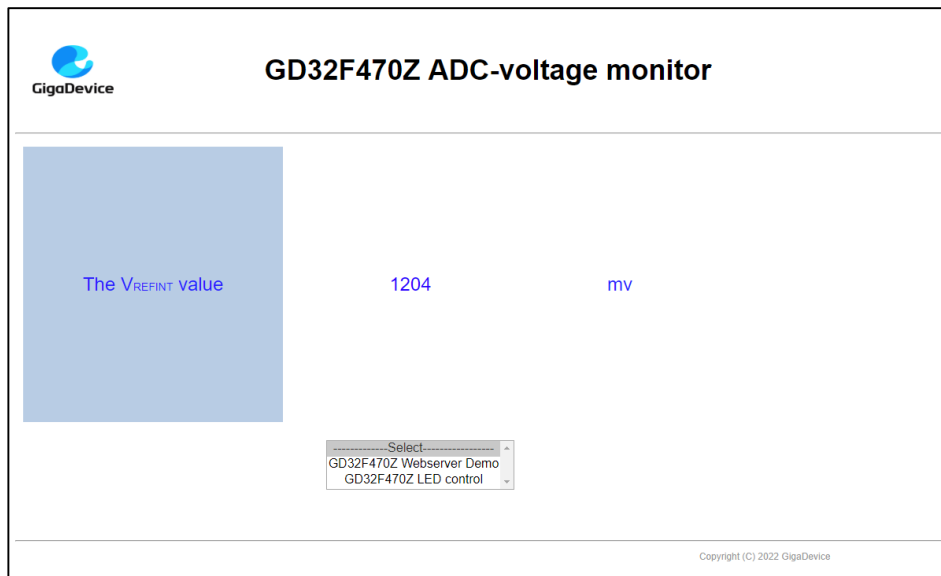 GigaDevice
GD32F470Z ADC-voltage monitor
The VREFINT value 1204 mv
-------------Select-----------------
GD32F470Z Webserver Demo
GD32F470Z LED control
Copyright (C) 2022 GigaDevice